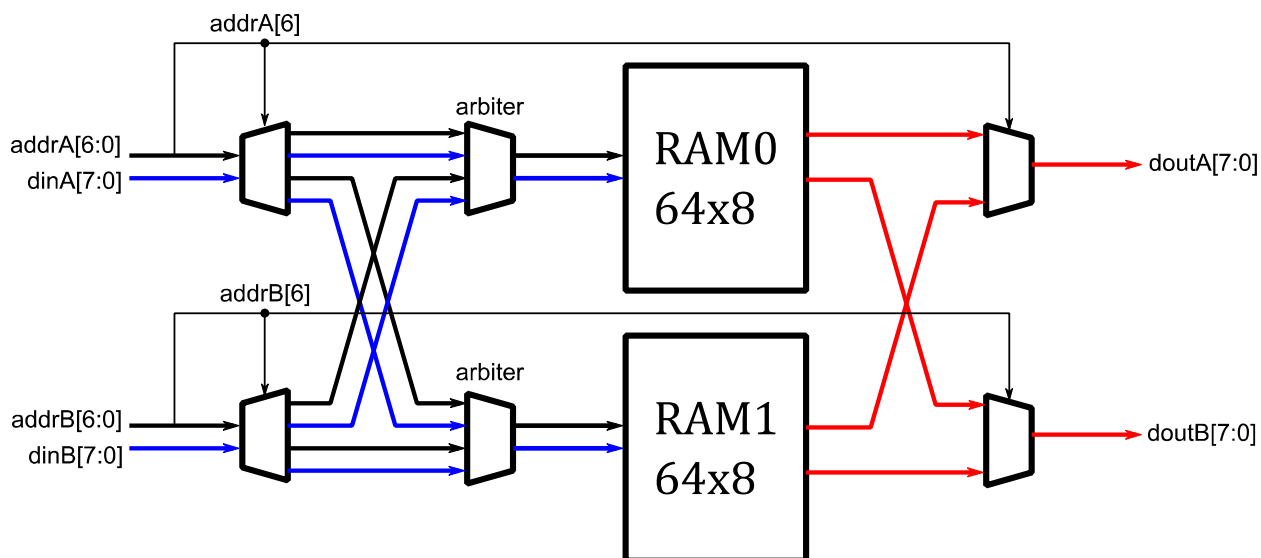 addrA[6]
arbiter
addrA[6:0]
dinA[7:0]
RAM0
64x8
doutA[7:0]
addrB[6]
arbiter
addrB[6:0]
dinB[7:0]
RAM1
64x8
doutB[7:0]